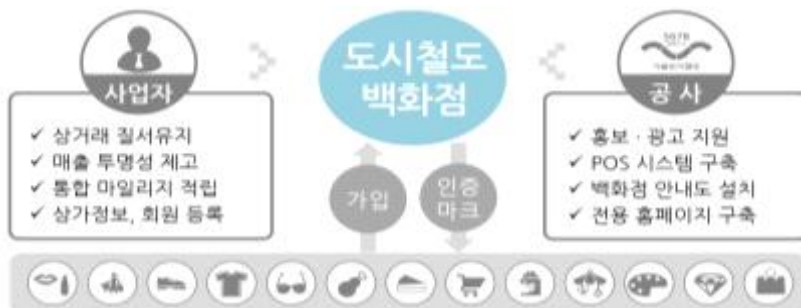 사업자
✓ 상거래 질서유지
✓ 매출 투명성 제고
✓ 통합 마일리지 적립
✓ 상가정보, 회원 등록
도시철도
백화점
가입
인증
마크
5678
공 사
✓ 홍보 · 광고 지원
✓ POS 시스템 구축
✓ 백화점 안내도 설치
✓ 전용 홈페이지 구축